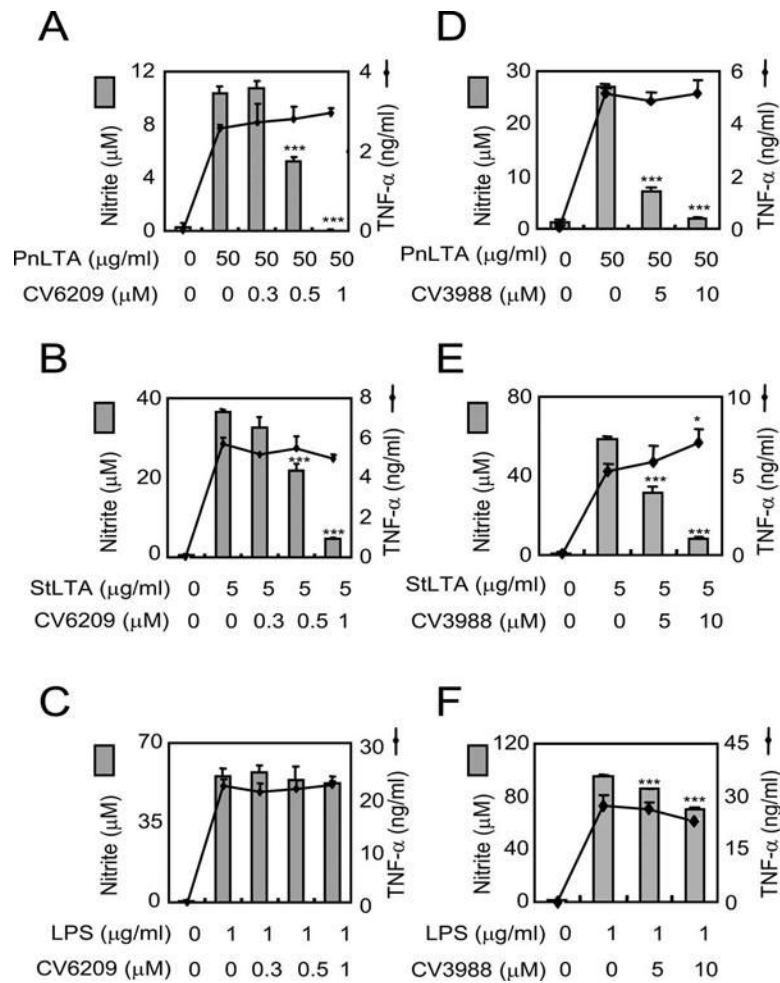 A
Nitrite (μM)
12
8
4
0
4
2
0
TNF-α (ng/ml)
***
***
PnLTA (μg/ml) 0 50 50 50 50
CV6209 (μM) 0 0 0.3 0.5 1
D
Nitrite (μM)
30
20
10
0
6
4
2
0
TNF-α (ng/ml)
***
***
PnLTA (μg/ml) 0 50 50 50
CV3988 (μM) 0 0 5 10
B
Nitrite (μM)
40
20
0
8
6
4
2
0
TNF-α (ng/ml)
***
***
StLTA (μg/ml) 0 5 5 5 5
CV6209 (μM) 0 0 0.3 0.5 1
E
Nitrite (μM)
80
40
0
10
5
0
TNF-α (ng/ml)
*
***
***
StLTA (μg/ml) 0 5 5 5
CV3988 (μM) 0 0 5 10
C
Nitrite (μM)
70
35
0
30
20
10
0
TNF-α (ng/ml)
LPS (μg/ml) 0 1 1 1 1
CV6209 (μM) 0 0 0.3 0.5 1
F
Nitrite (μM)
120
80
40
0
45
30
15
0
TNF-α (ng/ml)
***
***
LPS (μg/ml) 0 1 1 1
CV3988 (μM) 0 0 5 10